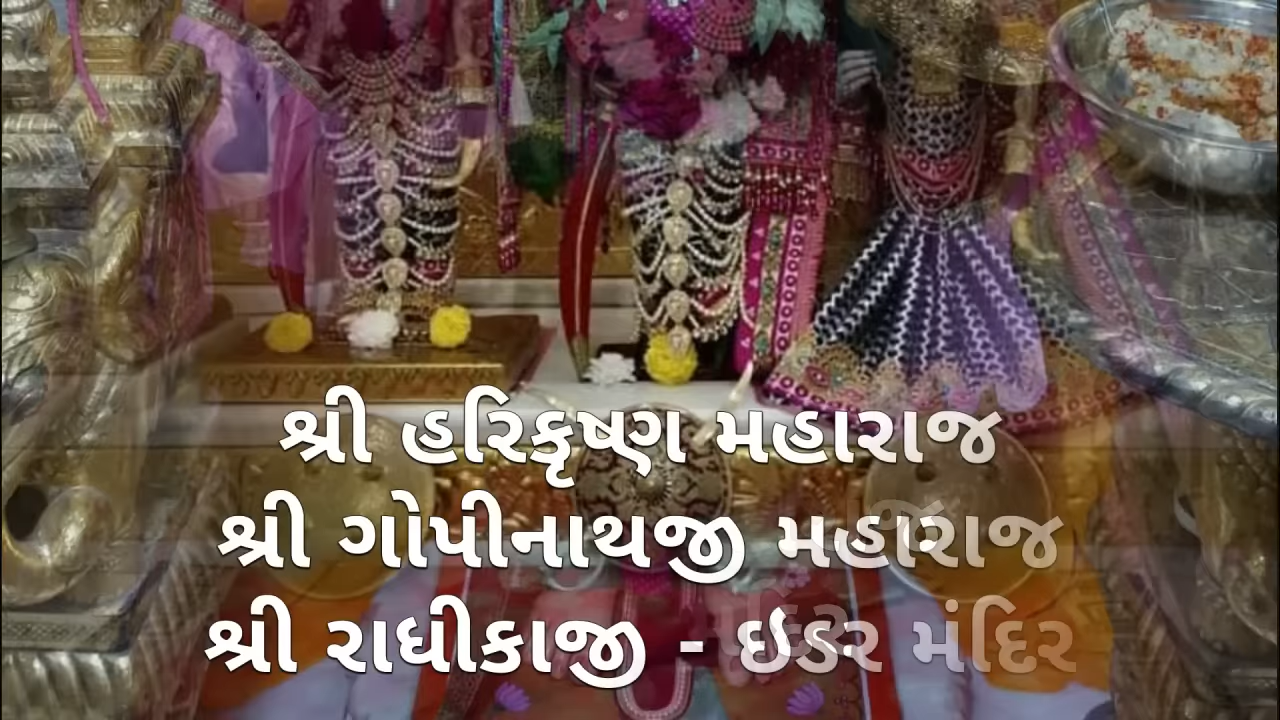 શ્રી હરિકૃષ્ણ મહારાજ
શ્રી ગોપીનાથજી મહારાજ
શ્રી રાધીકાજી - ઇડર મંદિર